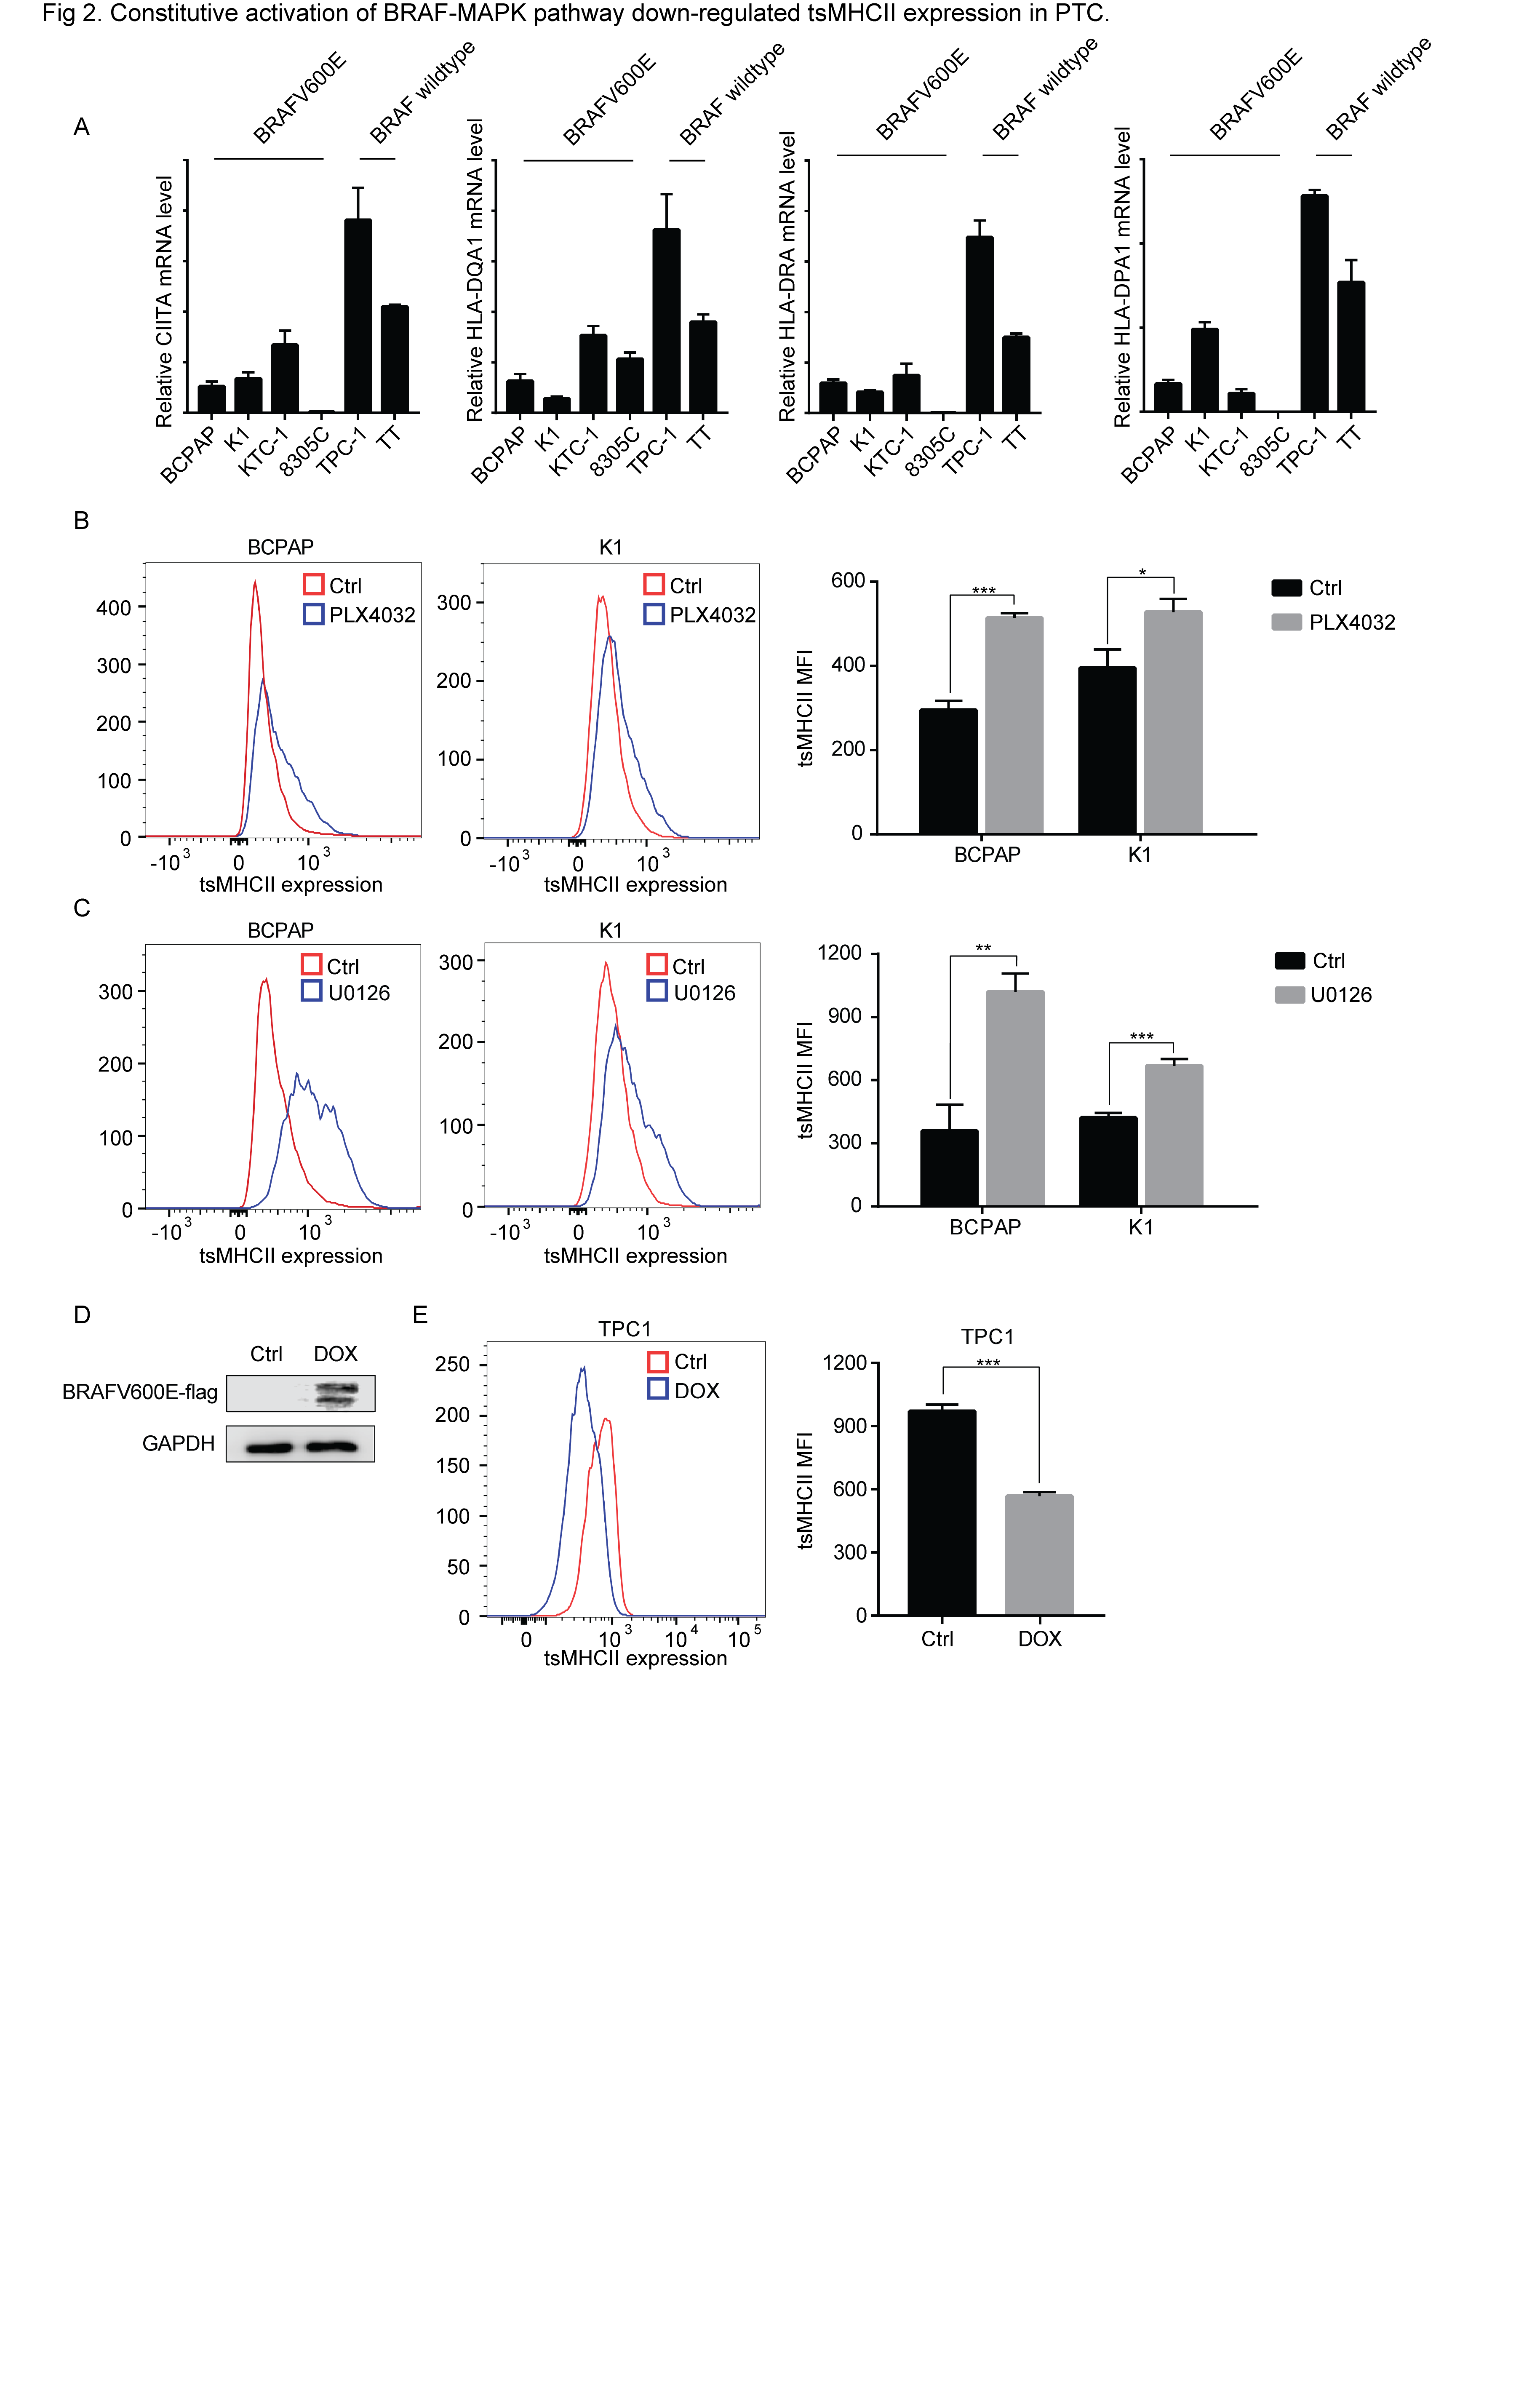 Fig 2. Constitutive activation of BRAF-MAPK pathway down-regulated tsMHCII expression in PTC.
A
BRAFV600E
BRAF wildtype
Relative CIITA mRNA level
BCPAP
K1
KTC-1
8305C
TPC-1
TT
BRAFV600E
BRAF wildtype
Relative HLA-DQA1 mRNA level
BCPAP
K1
KTC-1
8305C
TPC-1
TT
BRAFV600E
BRAF wildtype
Relative HLA-DRA mRNA level
BCPAP
K1
KTC-1
8305C
TPC-1
TT
BRAFV600E
BRAF wildtype
Relative HLA-DPA1 mRNA level
BCPAP
K1
KTC-1
8305C
TPC-1
TT
B
BCPAP
Ctrl
PLX4032
400
300
200
100
0
-10 3 0 10 3
tsMHCII expression
K1
Ctrl
PLX4032
300
200
100
0
-10 3 0 10 3
tsMHCII expression
tsMHCII MFI
600
400
200
0
***
*
BCPAP K1
Ctrl
PLX4032
C
BCPAP
Ctrl
U0126
300
200
100
0
-10 3 0 10 3
tsMHCII expression
K1
Ctrl
U0126
300
200
100
0
-10 3 0 10 3
tsMHCII expression
tsMHCII MFI
1200
900
600
300
0
**
***
BCPAP K1
Ctrl
U0126
D
Ctrl DOX
BRAFV600E-flag
GAPDH
E
TPC1
Ctrl
DOX
250
200
150
100
50
0
0 10 3 10 4 10 5
tsMHCII expression
TPC1
tsMHCII MFI
1200
900
600
300
0
***
Ctrl DOX